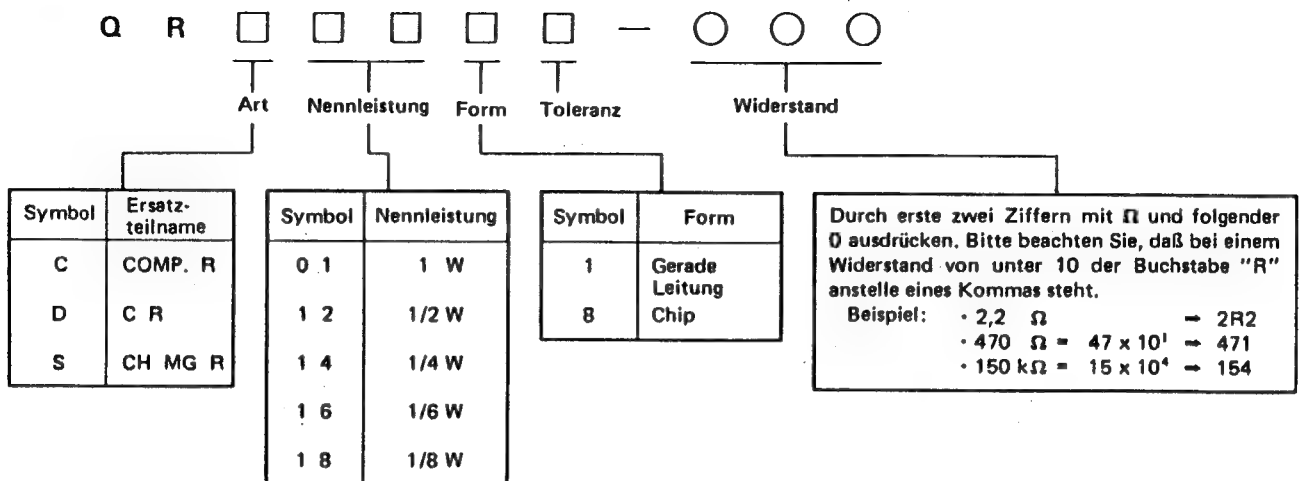 Q R □ □ □ □ □ — ○ ○ ○
Art Nennleistung Form Toleranz Widerstand
Symbol Ersatz-
teilname
C COMP. R
D C R
S CH MG R
Symbol Nennleistung
0 1 1 W
1 2 1/2 W
1 4 1/4 W
1 6 1/6 W
1 8 1/8 W
Symbol Form
1 Gerade
Leitung
8 Chip
Durch erste zwei Ziffern mit Ω und folgender
0 ausdrücken. Bitte beachten Sie, daß bei einem
Widerstand von unter 10 der Buchstabe "R"
anstelle eines Kommas steht.
Beispiel: · 2,2 Ω → 2R2
· 470 Ω = 47 x 10¹ → 471
· 150 kΩ = 15 x 10⁴ → 154